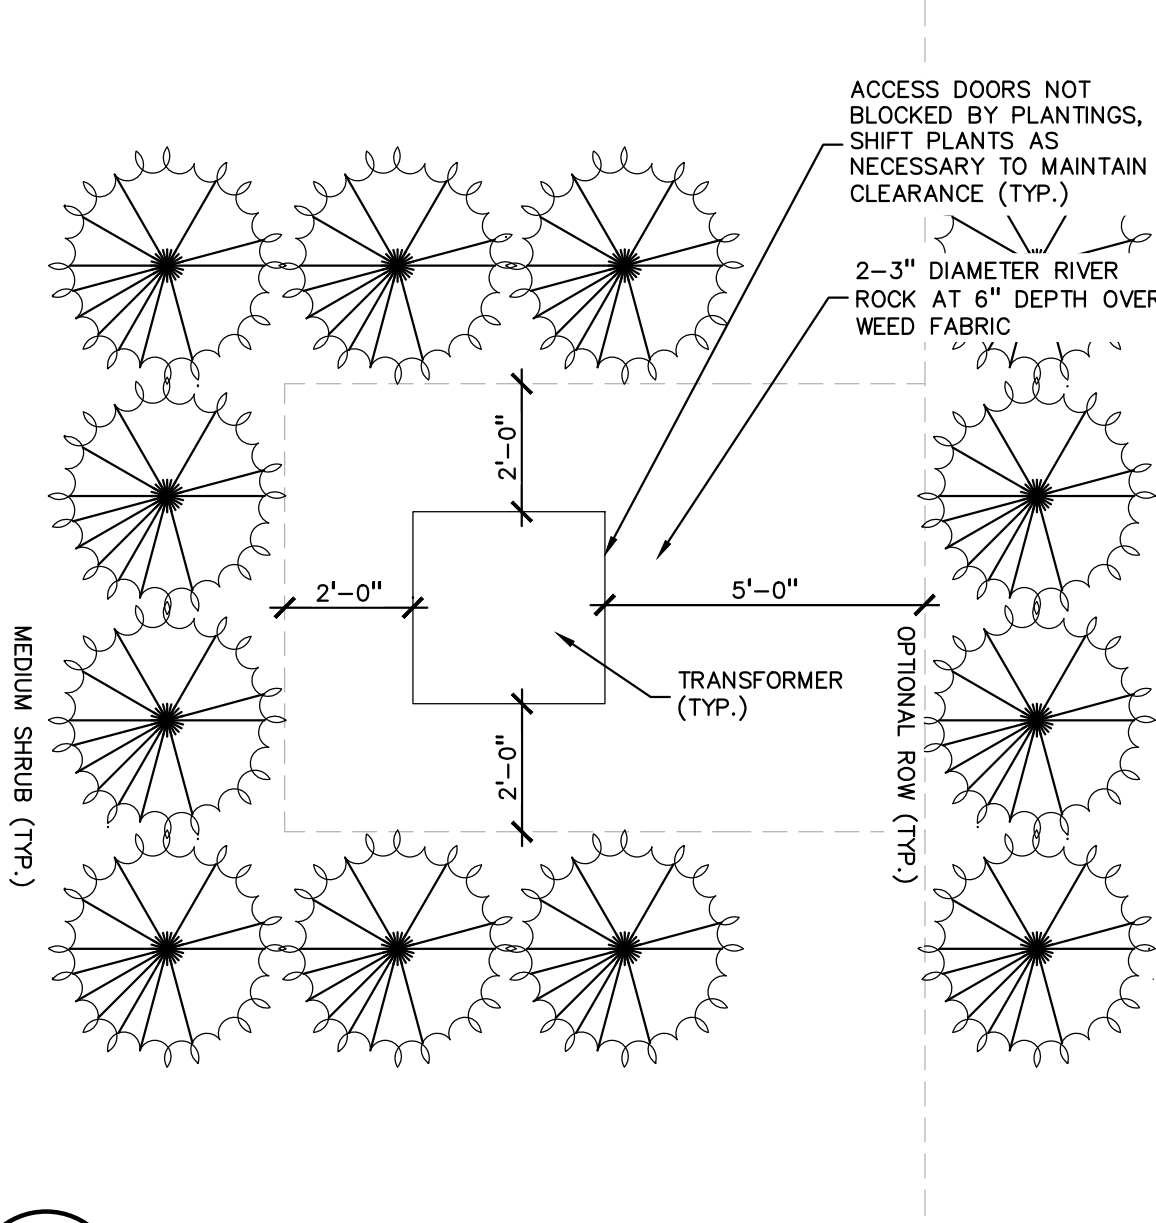 ACCESS DOORS NOT
BLOCKED BY PLANTINGS,
SHIFT PLANTS AS
NECESSARY TO MAINTAIN
CLEARANCE (TYP.)
2-3" DIAMETER RIVER
ROCK AT 6" DEPTH OVER
WEED FABRIC
2'-0"
2'-0"
5'-0"
TRANSFORMER
(TYP.)
2'-0"
MEDIUM SHRUB (TYP.)
OPTIONAL ROW (TYP.)